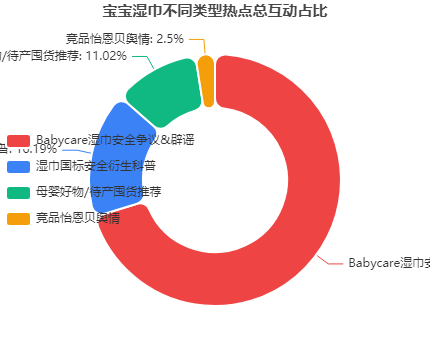 宝宝湿巾不同类型热点总互动占比
竞品怡恩贝舆情: 2.5%
/待产囤货推荐: 11.02%
Babycare湿巾安全争议&辟谣
普: 16.19%
湿巾国标安全衍生科普
母婴好物/待产囤货推荐
竞品怡恩贝舆情
Babycare湿巾安